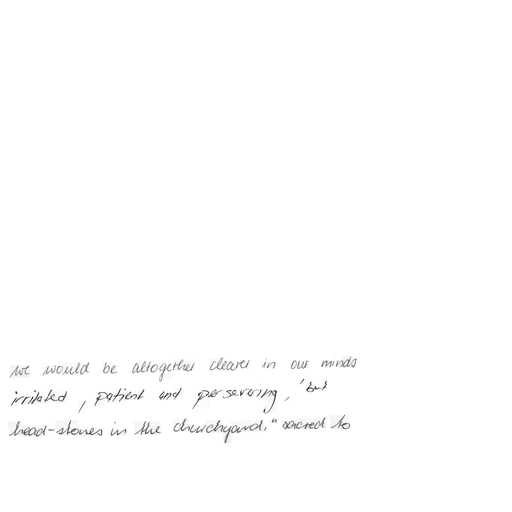 we would be altogether clearer in our minds
irritated , patient and persevering , ' but
head-stones in the churchyard, " sacred to